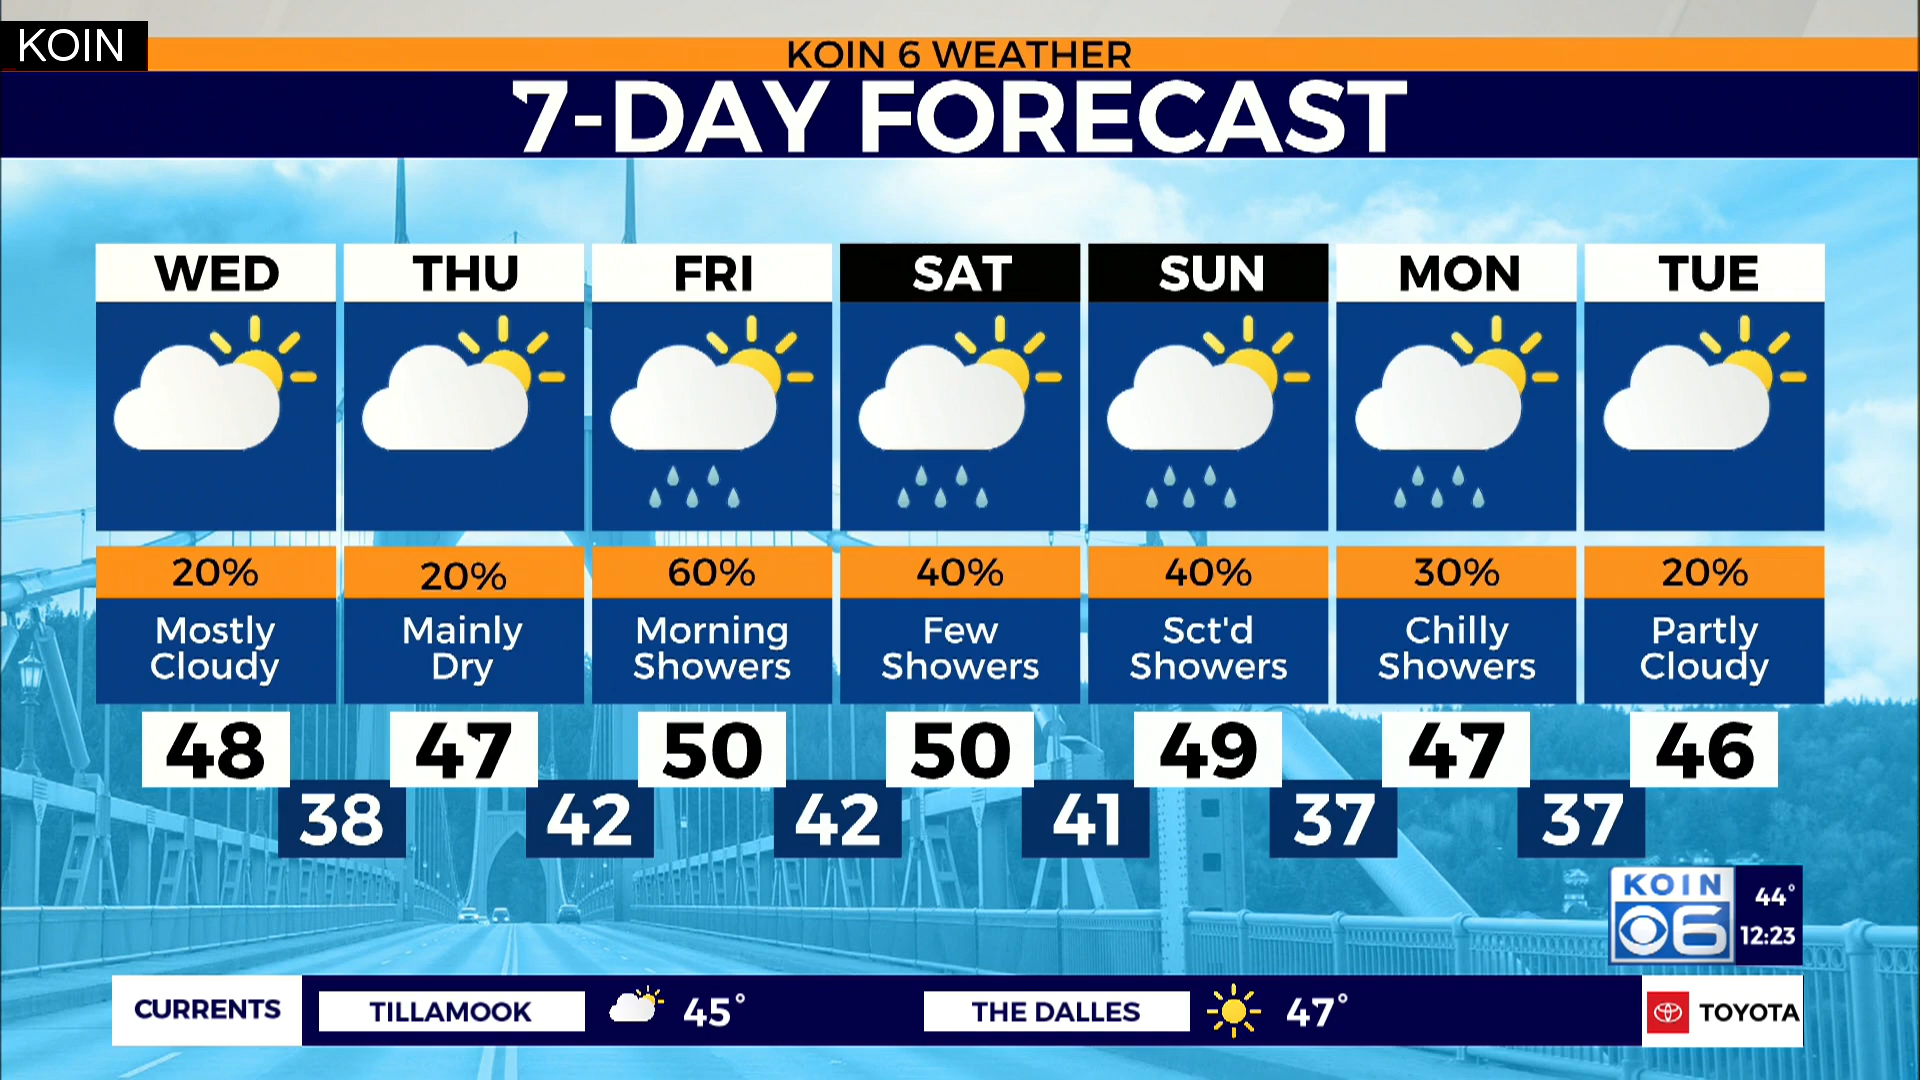 KOIN
KOIN 6 WEATHER
7-DAY FORECAST
WED THU FRI SAT SUN MON TUE
20% 20% 60% 40% 40% 30% 20%
Mostly Mainly Morning Few Sct'd Chilly Partly
Cloudy Dry Showers Showers Showers Showers Cloudy
48 47 50 50 49 47 46
38 42 42 41 37 37
KOIN 44°
6 12:23
CURRENTS TILLAMOOK 45° THE DALLES 47° TOYOTA